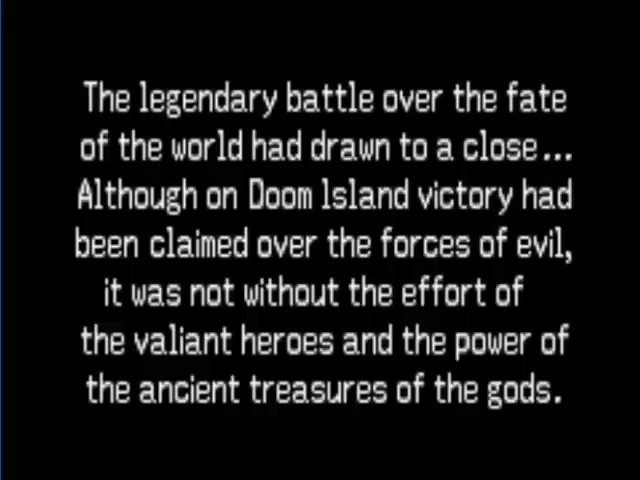 The legendary battle over the fate
of the world had drawn to a close...
Although on Doom Island victory had
been claimed over the forces of evil,
it was not without the effort of
the valiant heroes and the power of
the ancient treasures of the gods.